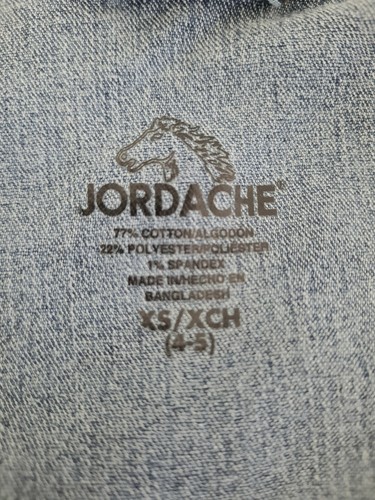 JORDACHE®
77% COTTON/ALGODÓN
22% POLYESTER/POLIÉSTER
1% SPANDEX
MADE IN/HECHO EN
BANGLADESH
XS/XCH
(4-5)